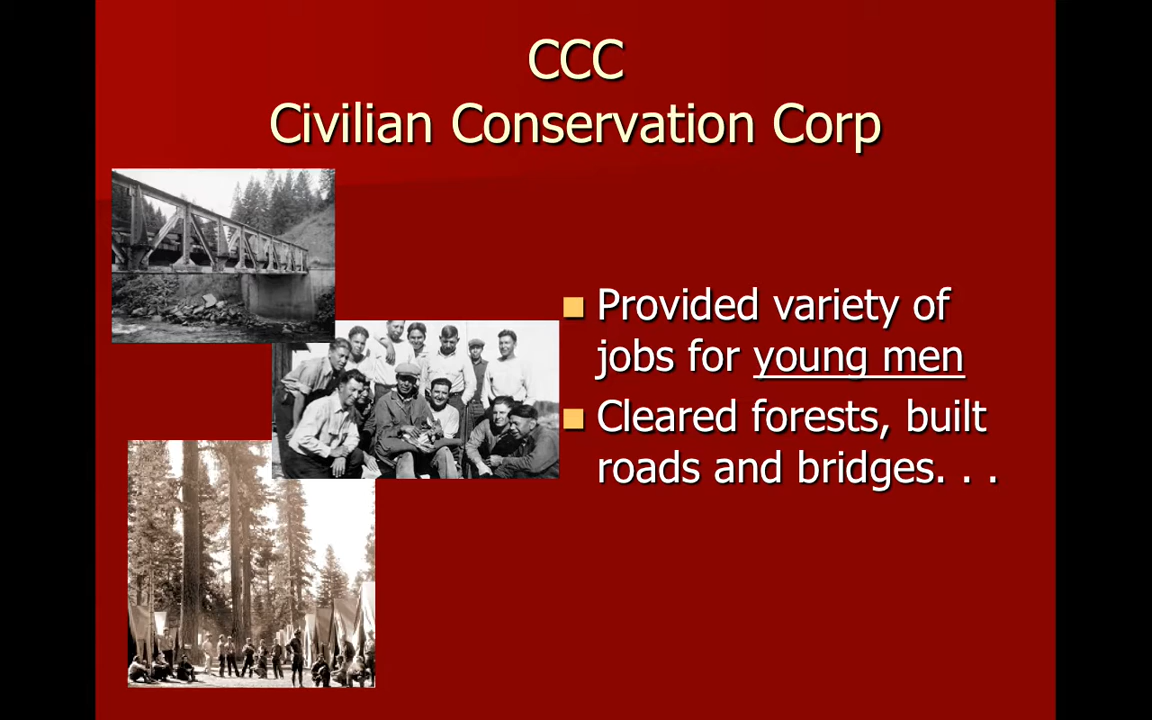 CCC
Civilian Conservation Corp
Provided variety of
jobs for young men
Cleared forests, built
roads and bridges. . .